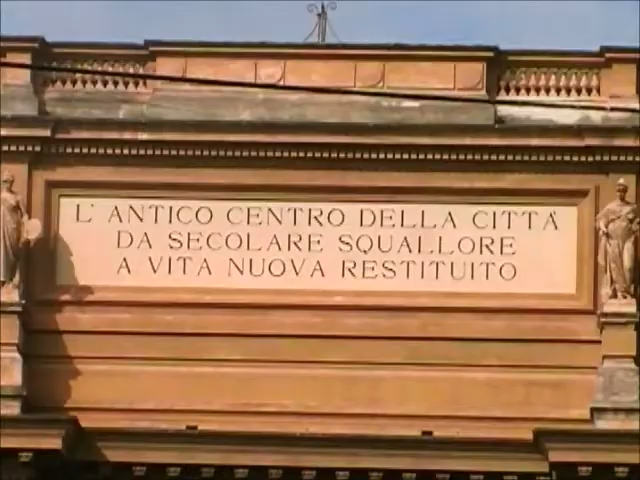 L' ANTICO CENTRO DELLA CITTÀ
DA SECOLARE SQUALLORE
A VITA NUOVA RESTITUITO